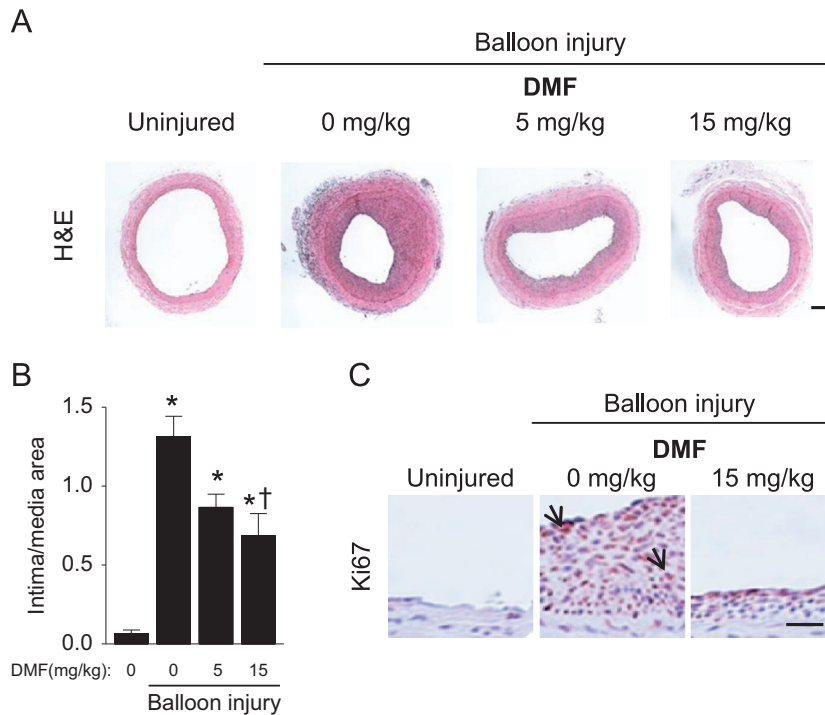 A
Balloon injury
DMF
Uninjured 0 mg/kg 5 mg/kg 15 mg/kg
H&E
B
Intima/media area
1.5
1.0
0.5
0.0
*
*
*†
DMF(mg/kg): 0 0 5 15
Balloon injury
C
Balloon injury
DMF
Uninjured 0 mg/kg 15 mg/kg
Ki67